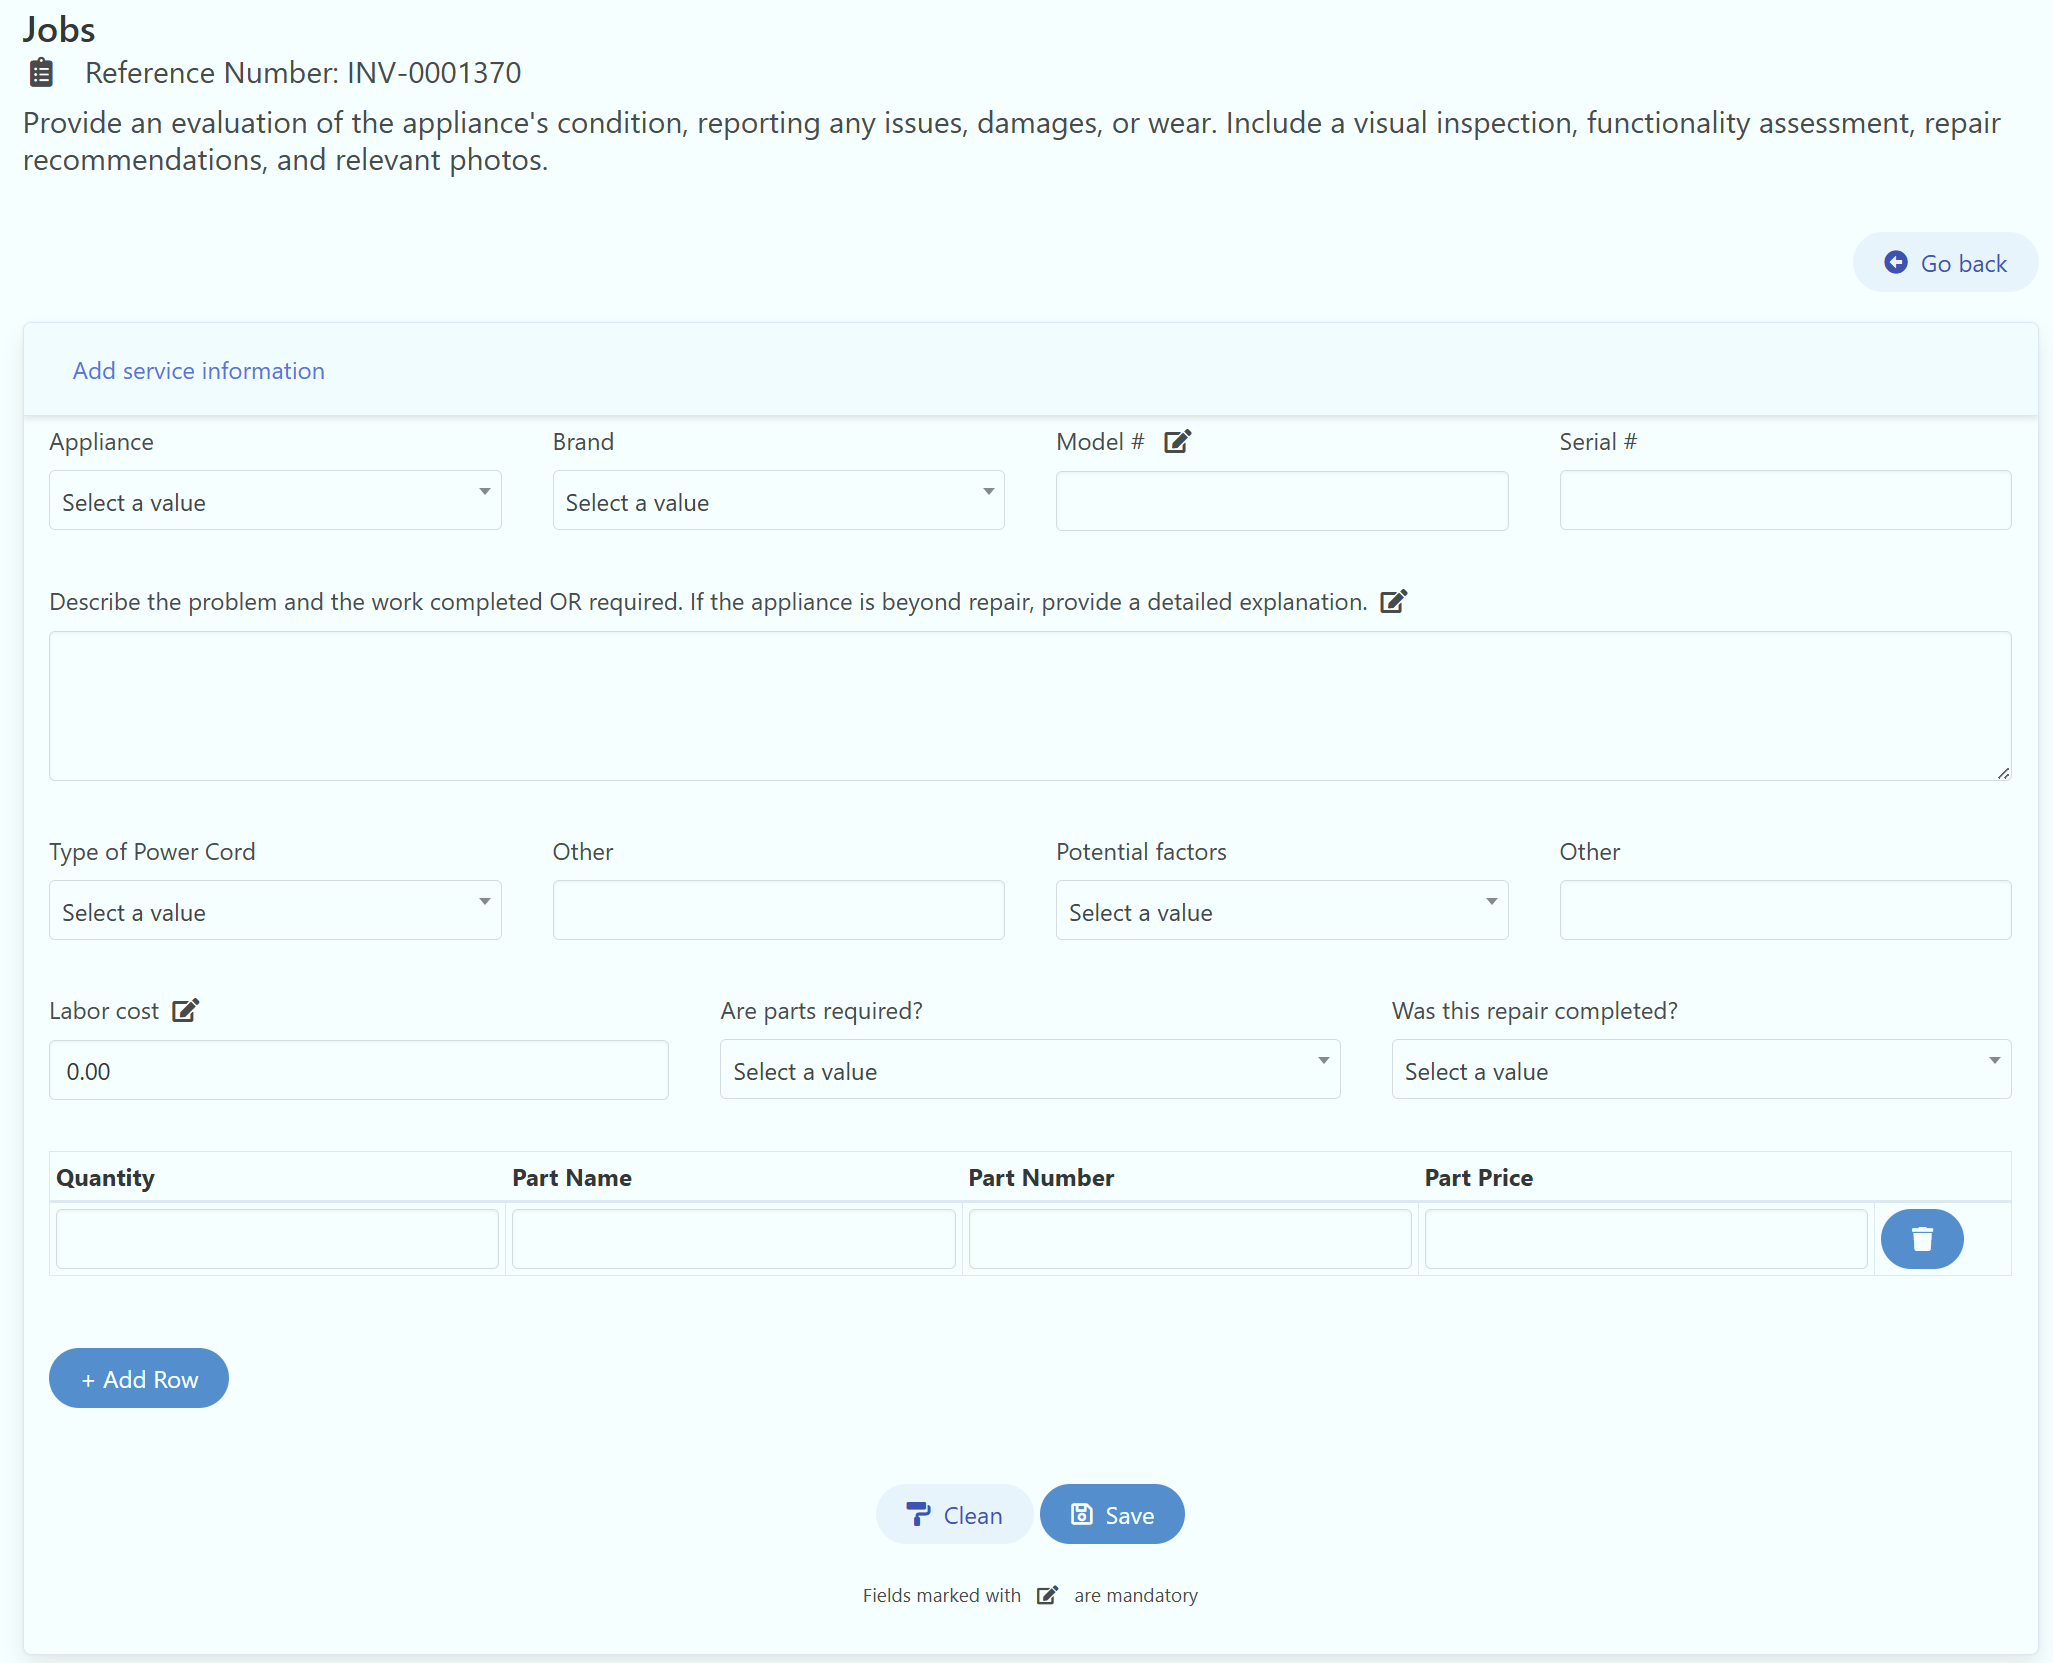 Jobs
Reference Number: INV-0001370
Provide an evaluation of the appliance's condition, reporting any issues, damages, or wear. Include a visual inspection, functionality assessment, repair
recommendations, and relevant photos.
Go back
Add service information
Appliance Brand Model # Serial #
Select a value Select a value
Describe the problem and the work completed OR required. If the appliance is beyond repair, provide a detailed explanation.
Type of Power Cord Other Potential factors Other
Select a value Select a value
Labor cost Are parts required? Was this repair completed?
0.00 Select a value Select a value
Quantity Part Name Part Number Part Price
+ Add Row
Clean Save
Fields marked with are mandatory